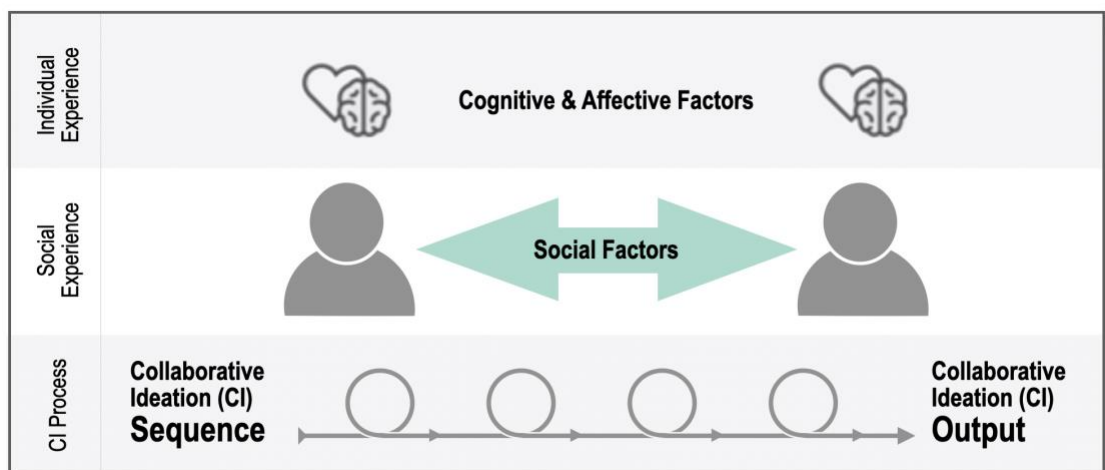 Individual
Experience
Cognitive & Affective Factors
Social
Experience
Social Factors
CI Process
Collaborative
Ideation (CI)
Sequence
Collaborative
Ideation (CI)
Output